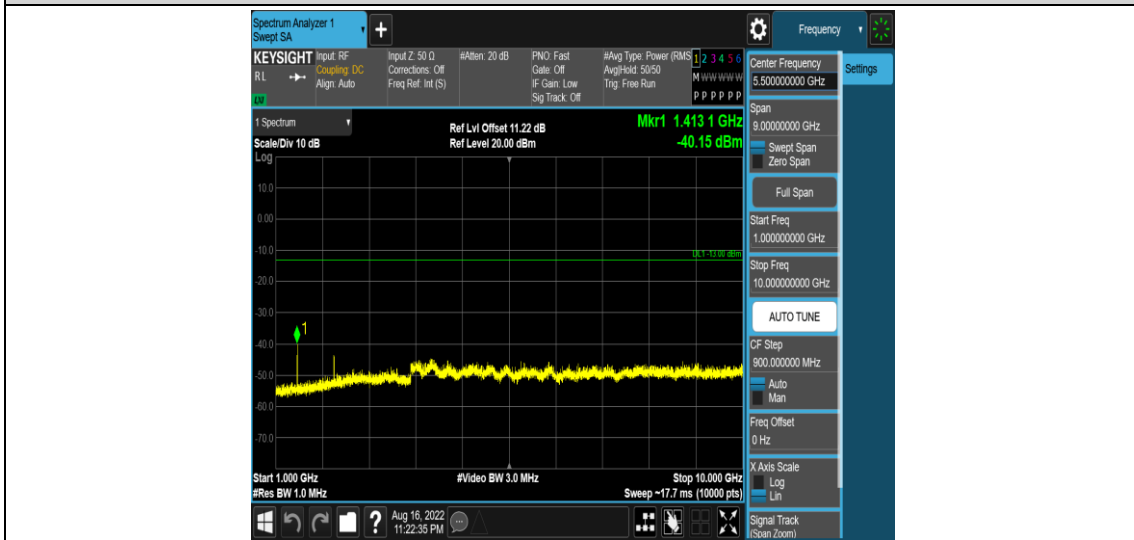 Spectrum Analyzer 1
Swept SA
+
Frequency
KEYSIGHT
RL
Input: RF
Coupling: DC
Align: Auto
Input Z: 50 Ω
Corrections: Off
Freq Ref: Int (S)
#Atten: 20 dB
PNO: Fast
Gate: Off
IF Gain: Low
Sig Track: Off
#Avg Type: Power (RMS
Avg|Hold: 50/50
Trig: Free Run
1 2 3 4 5 6
M W W W W W
P P P P P P
LNI
Center Frequency
5.500000000 GHz
Settings
1 Spectrum
Scale/Div 10 dB
Log
Ref Lvl Offset 11.22 dB
Ref Level 20.00 dBm
Mkr1 1.413 1 GHz
-40.15 dBm
Span
9.00000000 GHz
Swept Span
Zero Span
Full Span
Start Freq
1.000000000 GHz
Stop Freq
10.000000000 GHz
AUTO TUNE
CF Step
900.000000 MHz
Auto
Man
Freq Offset
0 Hz
X Axis Scale
Log
Lin
Signal Track
(Span Zoom)
10.0
0.00
-10.0
DL1 -13.00 dBm
-20.0
-30.0
1
-40.0
-50.0
-60.0
-70.0
Start 1.000 GHz
#Res BW 1.0 MHz
#Video BW 3.0 MHz
Stop 10.000 GHz
Sweep ~17.7 ms (10000 pts)
?
Aug 16, 2022
11:22:35 PM